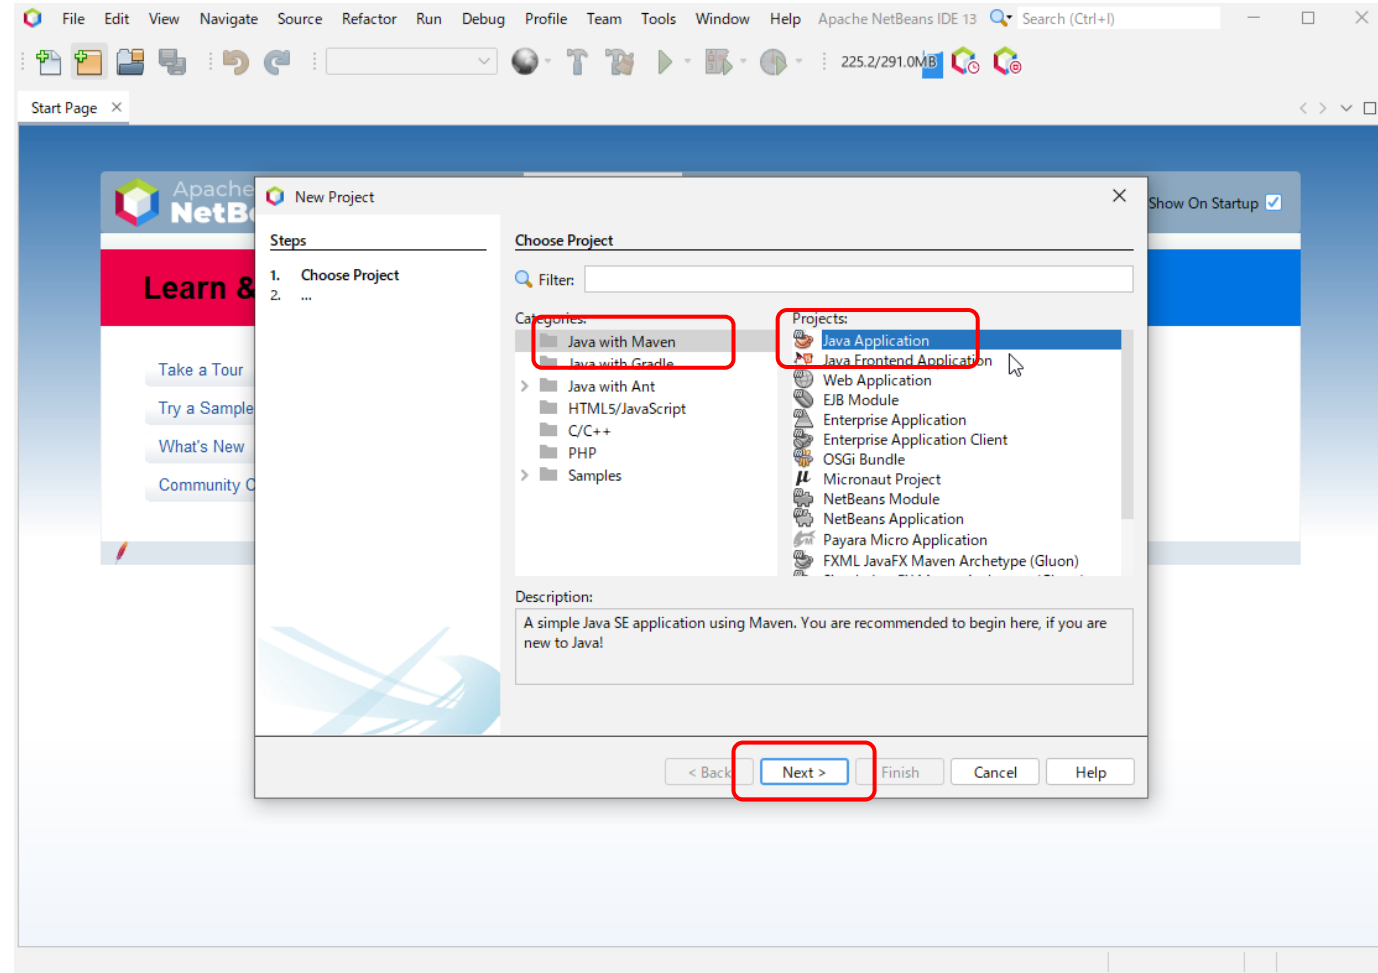 File Edit View Navigate Source Refactor Run Debug Profile Team Tools Window Help Apache NetBeans IDE 13 Search (Ctrl+I)
225.2/291.0MB
Start Page
Apache
NetB
Show On Startup
Learn &
Take a Tour
Try a Sample
What's New
Community
New Project
Steps
1. Choose Project
2. ...
Choose Project
Filter:
Categories:
Java with Maven
Java with Gradle
Java with Ant
HTML5/JavaScript
C/C++
PHP
Samples
Projects:
Java Application
Java Frontend Application
Web Application
EJB Module
Enterprise Application
Enterprise Application Client
OSGi Bundle
Micronaut Project
NetBeans Module
NetBeans Application
Payara Micro Application
FXML JavaFX Maven Archetype (Gluon)
Description:
A simple Java SE application using Maven. You are recommended to begin here, if you are
new to Java!
< Back Next > Finish Cancel Help